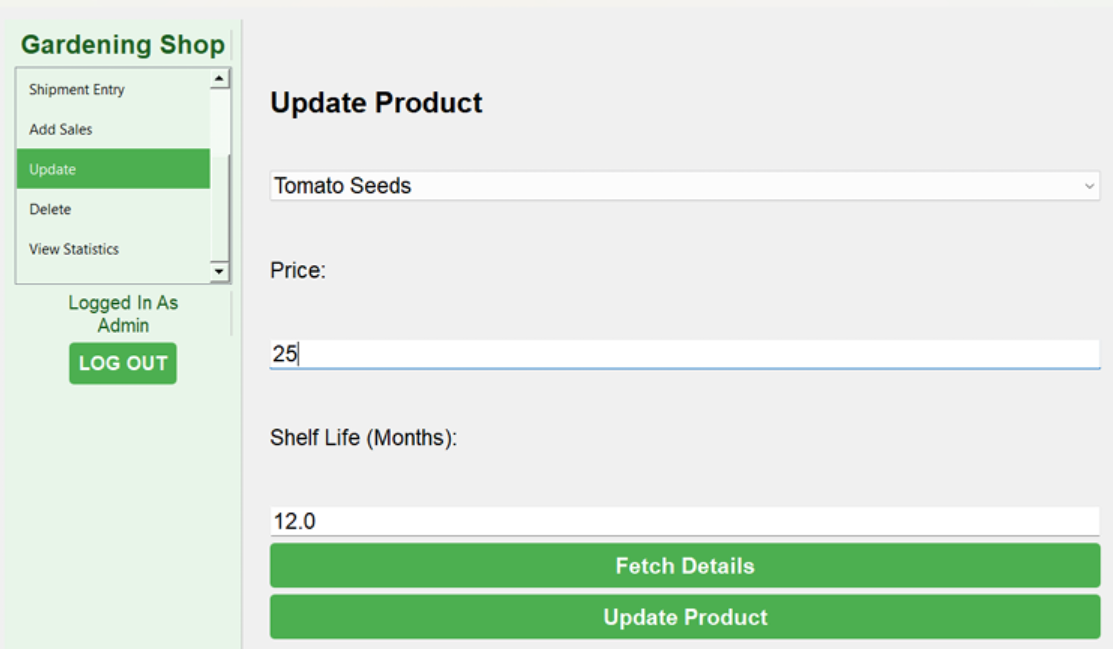 Gardening Shop
Shipment Entry
Add Sales
Update
Delete
View Statistics
Logged In As
Admin
LOG OUT
Update Product
Tomato Seeds
Price:
25
Shelf Life (Months):
12.0
Fetch Details
Update Product